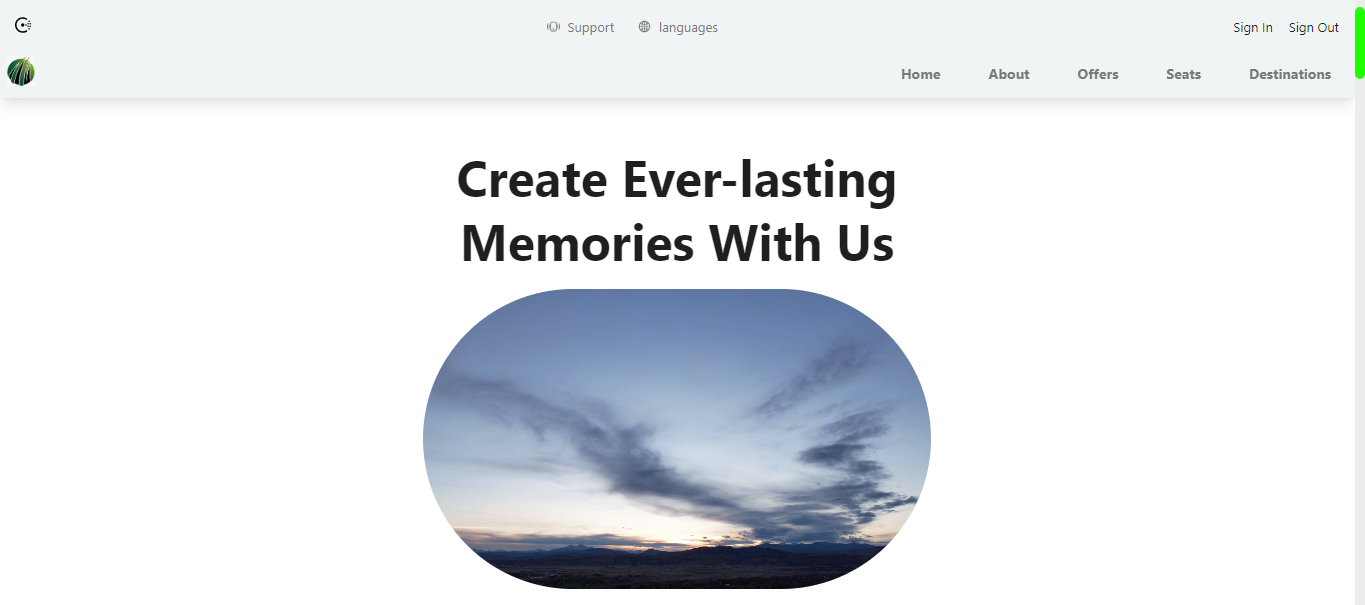 Support languages Sign In Sign Out
Home About Offers Seats Destinations
Create Ever-lasting
Memories With Us